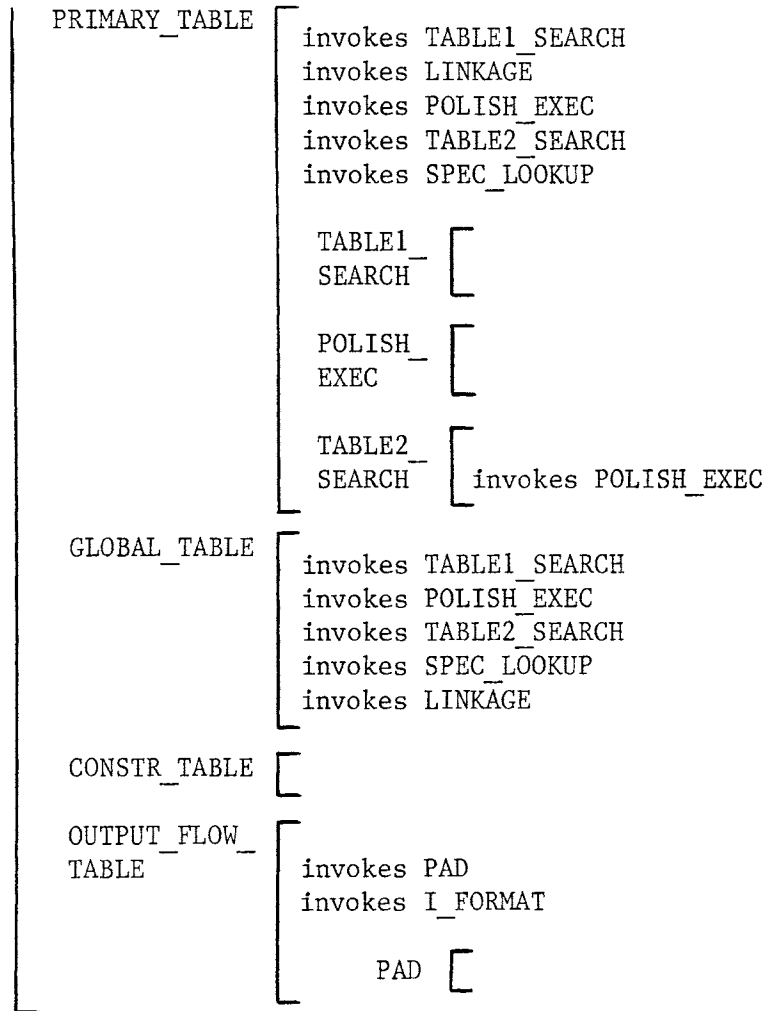 PRIMARY_TABLE
invokes TABLE1_SEARCH
invokes LINKAGE
invokes POLISH_EXEC
invokes TABLE2_SEARCH
invokes SPEC_LOOKUP
TABLE1_
SEARCH
POLISH_
EXEC
TABLE2_
SEARCH
invokes POLISH_EXEC
GLOBAL_TABLE
invokes TABLE1_SEARCH
invokes POLISH_EXEC
invokes TABLE2_SEARCH
invokes SPEC_LOOKUP
invokes LINKAGE
CONSTR_TABLE
OUTPUT_FLOW_
TABLE
invokes PAD
invokes I_FORMAT
PAD